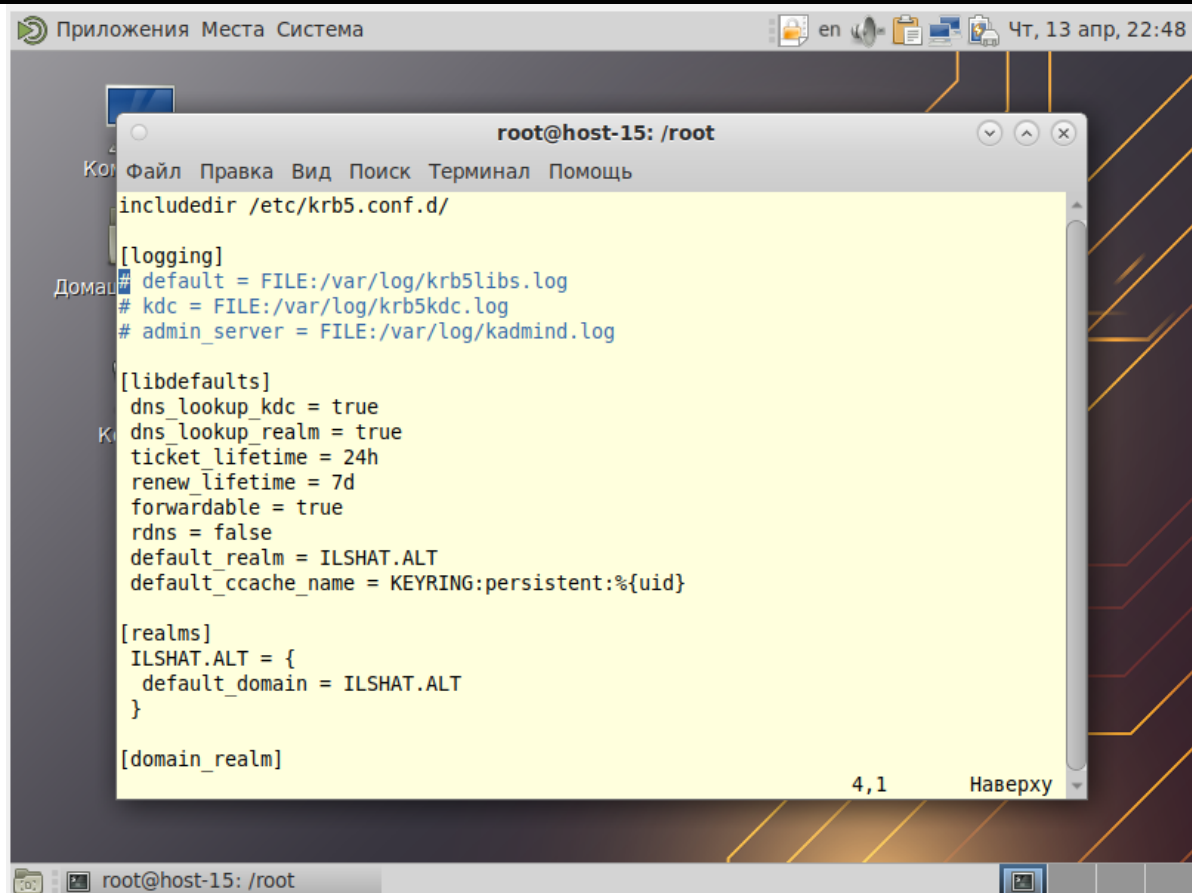 Приложения Места Система
en
Чт, 13 апр, 22:48
root@host-15: /root
Файл Правка Вид Поиск Терминал Помощь
includedir /etc/krb5.conf.d/
[logging]
# default = FILE:/var/log/krb5libs.log
# kdc = FILE:/var/log/krb5kdc.log
# admin_server = FILE:/var/log/kadmind.log
[libdefaults]
dns_lookup_kdc = true
dns_lookup_realm = true
ticket_lifetime = 24h
renew_lifetime = 7d
forwardable = true
rdns = false
default_realm = ILSHAT.ALT
default_ccache_name = KEYRING:persistent:%{uid}
[realms]
ILSHAT.ALT = {
default_domain = ILSHAT.ALT
}
[domain_realm]
4,1 Наверху
root@host-15: /root